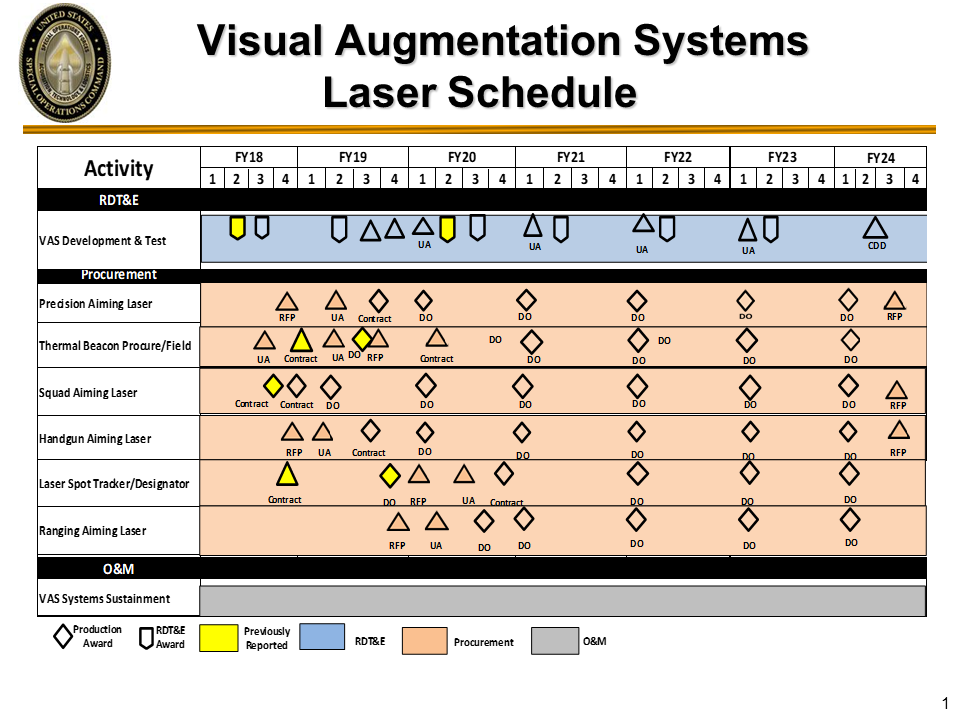 UNITED STATES
SPECIAL OPERATIONS COMMAND
Visual Augmentation Systems
Laser Schedule
Activity FY18 FY19 FY20 FY21 FY22 FY23 FY24
1 2 3 4 1 2 3 4 1 2 3 4 1 2 3 4 1 2 3 4 1 2 3 4 1 2 3 4
RDT&E
VAS Development & Test UA UA UA UA CDD
Procurement
Precision Aiming Laser RFP UA Contract DO DO DO DO DO RFP
Thermal Beacon Procure/Field UA Contract UA DO RFP Contract DO DO DO DO DO DO
Squad Aiming Laser Contract Contract DO DO DO DO DO DO RFP
Handgun Aiming Laser RFP UA Contract DO DO DO DO DO RFP
Laser Spot Tracker/Designator Contract DO RFP UA Contract DO DO DO
Ranging Aiming Laser RFP UA DO DO DO DO DO
O&M
VAS Systems Sustainment
Production Award RDT&E Award Previously Reported RDT&E Procurement O&M
1